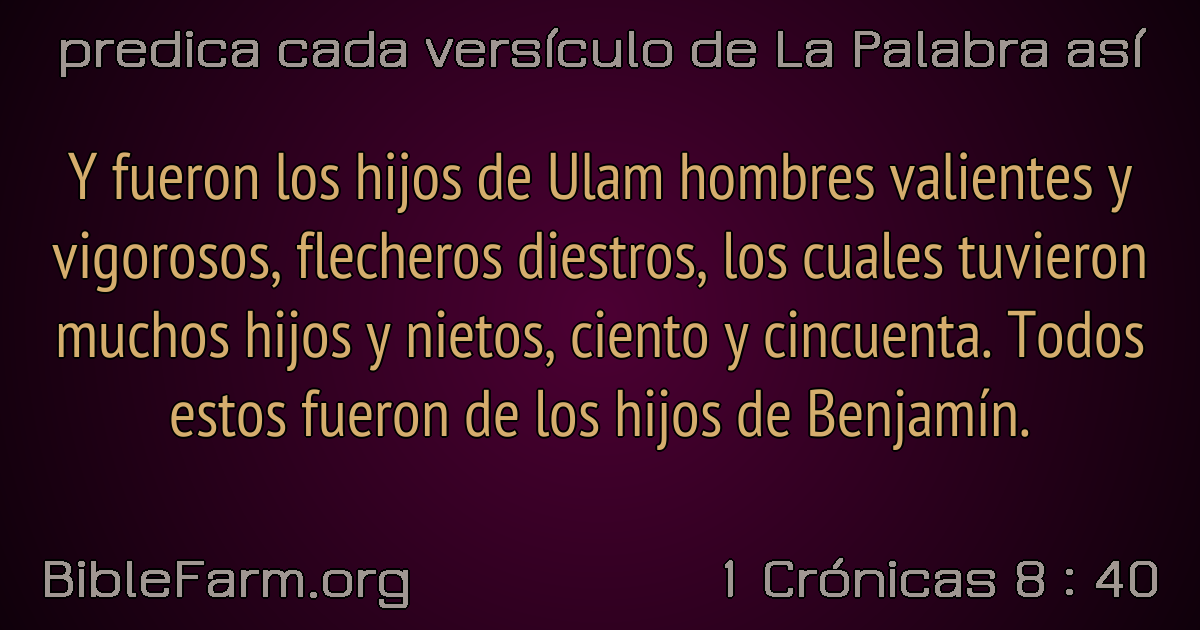 predica cada versículo de La Palabra así
Y fueron los hijos de Ulam hombres valientes y
vigorosos, flecheros diestros, los cuales tuvieron
muchos hijos y nietos, ciento y cincuenta. Todos
estos fueron de los hijos de Benjamín.
BibleFarm.org
1 Crónicas 8 : 40